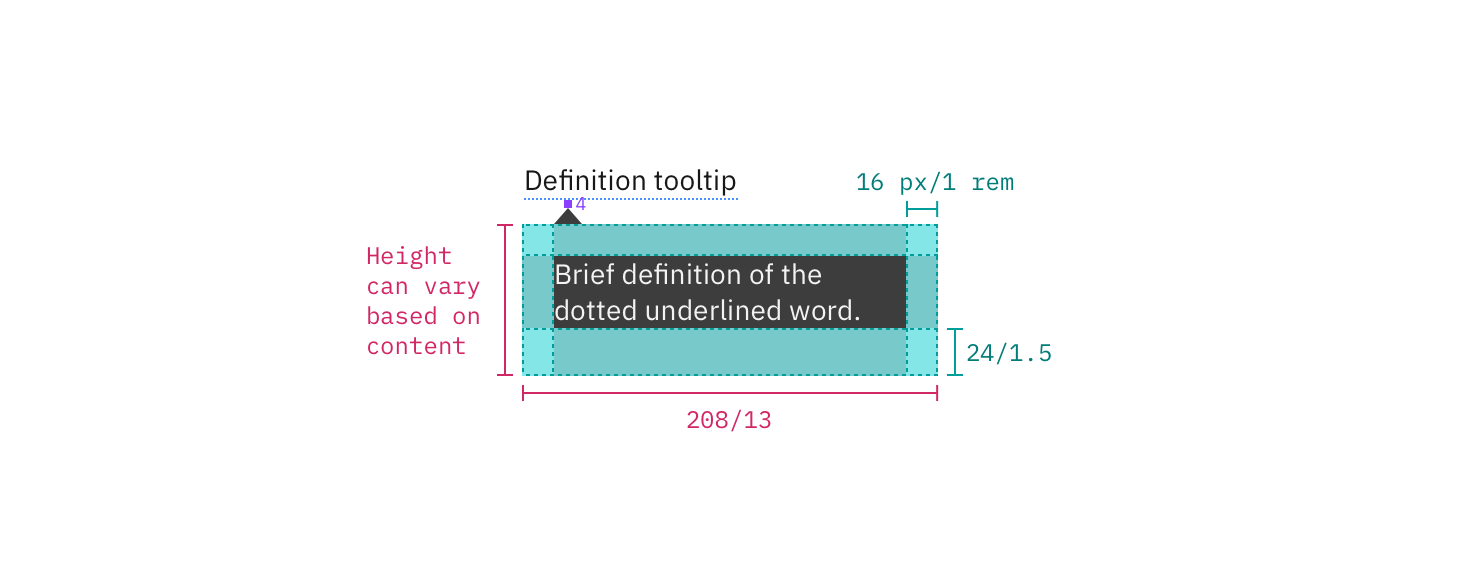 Definition tooltip
16 px/1 rem
4
Height
can vary
based on
content
Brief definition of the
dotted underlined word.
24/1.5
208/13